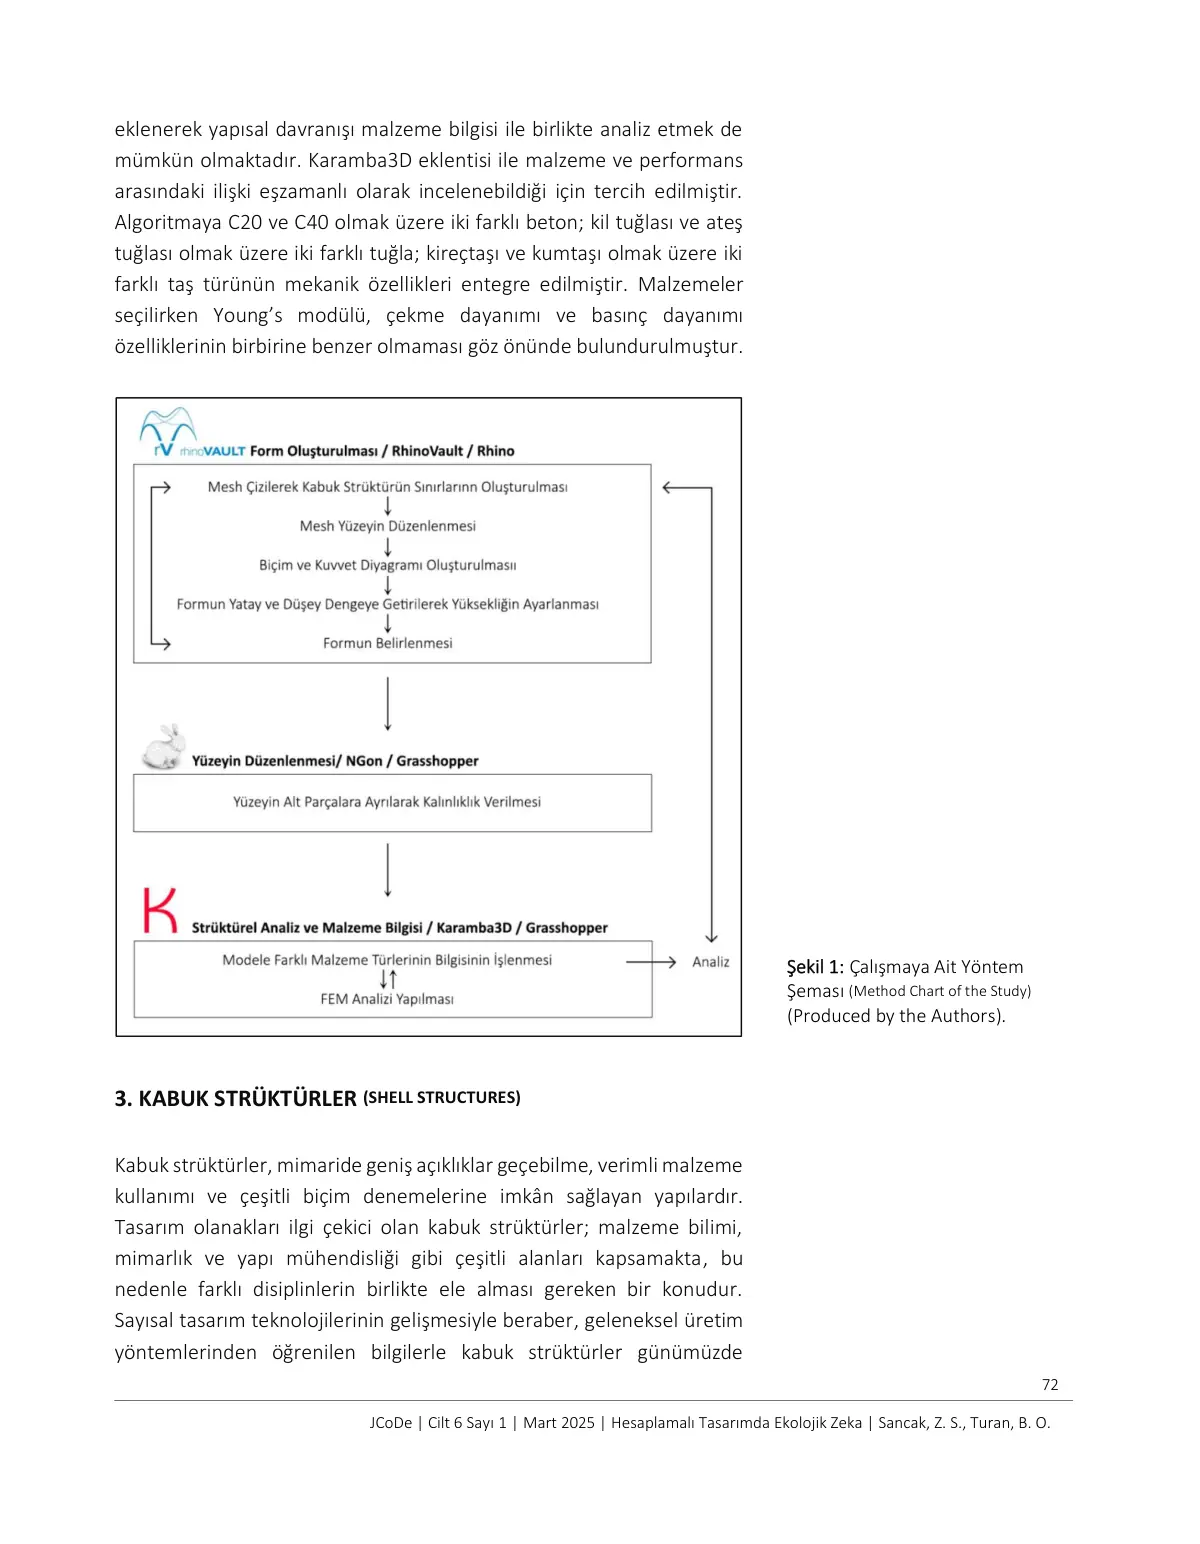 eklenerek yapısal davranışı malzeme bilgisi ile birlikte analiz etmek de
mümkün olmaktadır. Karamba3D eklentisi ile malzeme ve performans
arasındaki ilişki eşzamanlı olarak incelenebildiği için tercih edilmiştir.
Algoritmaya C20 ve C40 olmak üzere iki farklı beton; kil tuğlası ve ateş
tuğlası olmak üzere iki farklı tuğla; kireçtaşı ve kumtaşı olmak üzere iki
farklı taş türünün mekanik özellikleri entegre edilmiştir. Malzemeler
seçilirken Young’s modülü, çekme dayanımı ve basınç dayanımı
özelliklerinin birbirine benzer olmaması göz önünde bulundurulmuştur.
rV rhinoVAULT Form Oluşturulması / RhinoVault / Rhino
Mesh Çizilerek Kabuk Strüktürün Sınırlarınn Oluşturulması
Mesh Yüzeyin Düzenlenmesi
Biçim ve Kuvvet Diyagramı Oluşturulmasıı
Formun Yatay ve Düşey Dengeye Getirilerek Yüksekliğin Ayarlanması
Formun Belirlenmesi
Yüzeyin Düzenlenmesi/ NGon / Grasshopper
Yüzeyin Alt Parçalara Ayrılarak Kalınlıklık Verilmesi
Strüktürel Analiz ve Malzeme Bilgisi / Karamba3D / Grasshopper
Modele Farklı Malzeme Türlerinin Bilgisinin İşlenmesi
Analiz
FEM Analizi Yapılması
Şekil 1: Çalışmaya Ait Yöntem
Şeması (Method Chart of the Study)
(Produced by the Authors).
3. KABUK STRÜKTÜRLER (SHELL STRUCTURES)
Kabuk strüktürler, mimaride geniş açıklıklar geçebilme, verimli malzeme
kullanımı ve çeşitli biçim denemelerine imkân sağlayan yapılardır.
Tasarım olanakları ilgi çekici olan kabuk strüktürler; malzeme bilimi,
mimarlık ve yapı mühendisliği gibi çeşitli alanları kapsamakta, bu
nedenle farklı disiplinlerin birlikte ele alması gereken bir konudur.
Sayısal tasarım teknolojilerinin gelişmesiyle beraber, geleneksel üretim
yöntemlerinden öğrenilen bilgilerle kabuk strüktürler günümüzde
72
JCoDe | Cilt 6 Sayı 1 | Mart 2025 | Hesaplamalı Tasarımda Ekolojik Zeka | Sancak, Z. S., Turan, B. O.